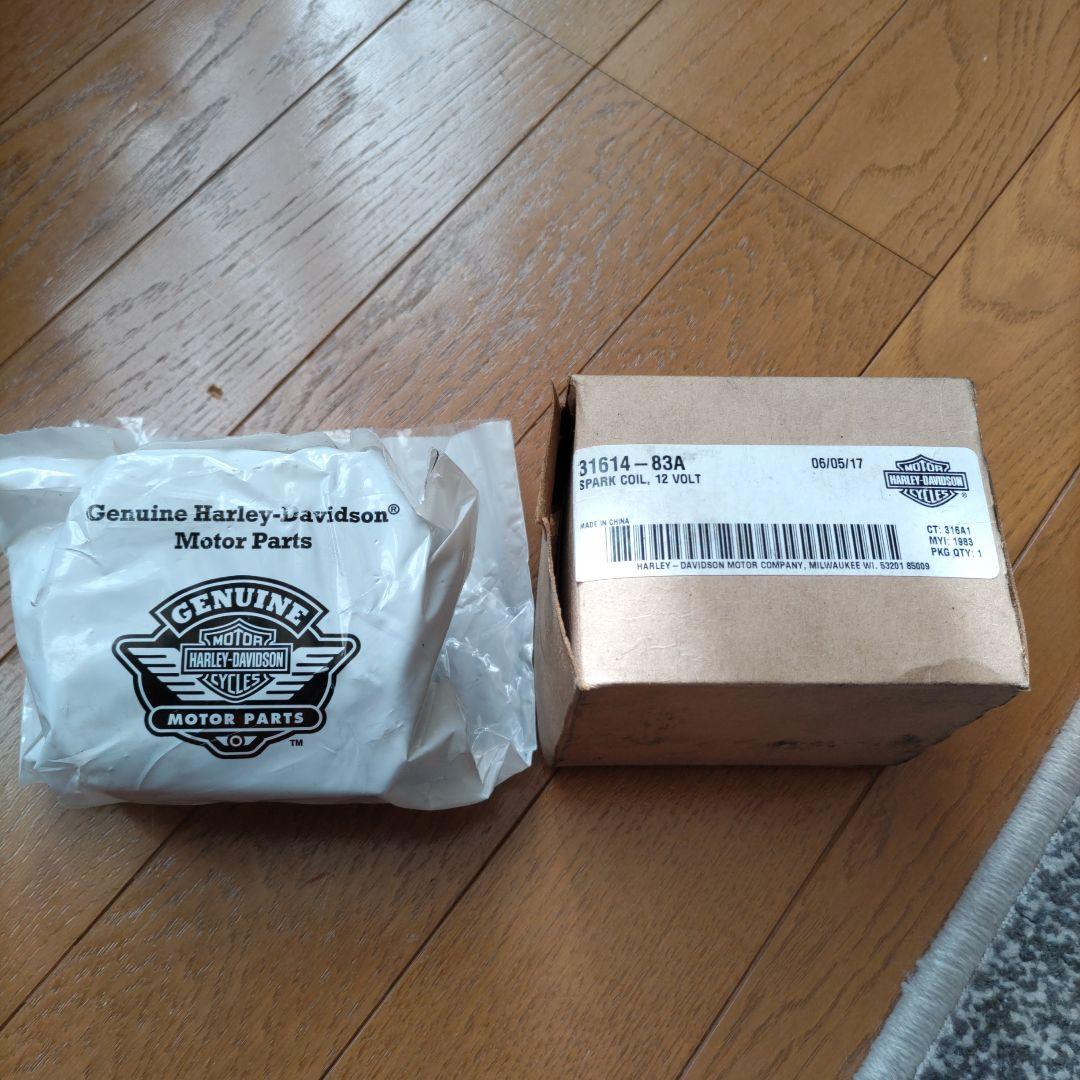 Genuine Harley-Davidson®
Motor Parts
GENUINE
MOTOR
HARLEY-DAVIDSON
CYCLES
MOTOR PARTS
TM
31614-83A
SPARK COIL, 12 VOLT
06/05/17
MOTOR
HARLEY-DAVIDSON
CYCLES
®
MADE IN CHINA
CT: 316A1
MYI: 1983
PKG QTY: 1
HARLEY-DAVIDSON MOTOR COMPANY, MILWAUKEE WI. 53201 85009